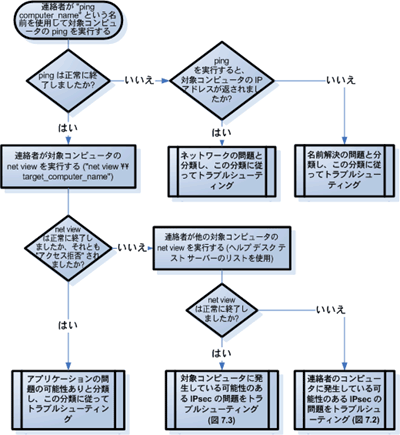 連絡者が "ping
computer_name" という名
前を使用して対象コンピュ
ータの ping を実行する
ping は正常に終
了しましたか?
いいえ
ping
を実行すると、
対象コンピュータの IP
アドレスが返されまし
たか?
いいえ
はい
はい
連絡者が対象コンピュータの
net view を実行する ("net view ¥¥
target_computer_name")
ネットワークの問題と
分類し、この分類に従
ってトラブルシューテ
ィング
名前解決の問題と分
類し、この分類に従っ
てトラブルシューティ
ング
net view
は正常に終了し
ましたか、それとも
"アクセス拒否" され
ましたか?
いいえ
連絡者が他の対象コンピュータの
net view を実行する (ヘルプ デスク テ
スト サーバーのリストを使用)
net view
は正常に終了し
ましたか?
いいえ
はい
はい
アプリケーションの問
題の可能性ありと分類
し、この分類に従って
トラブルシューティ
ング
対象コンピュータに発
生している可能性のあ
る IPsec の問題をト
ラブルシューティング
(図 7.3)
連絡者のコンピュー
タに発生している可
能性のある IPsec の
問題をトラブルシュ
ーティング (図 7.2)